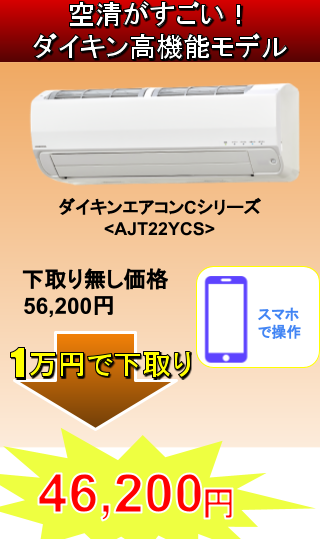 空清がすごい！
ダイキン高機能モデル
ダイキンエアコンCシリーズ
<AJT22YCS>
下取り無し価格
56,200円
スマホ
で操作
1万円で下取り
46,200円